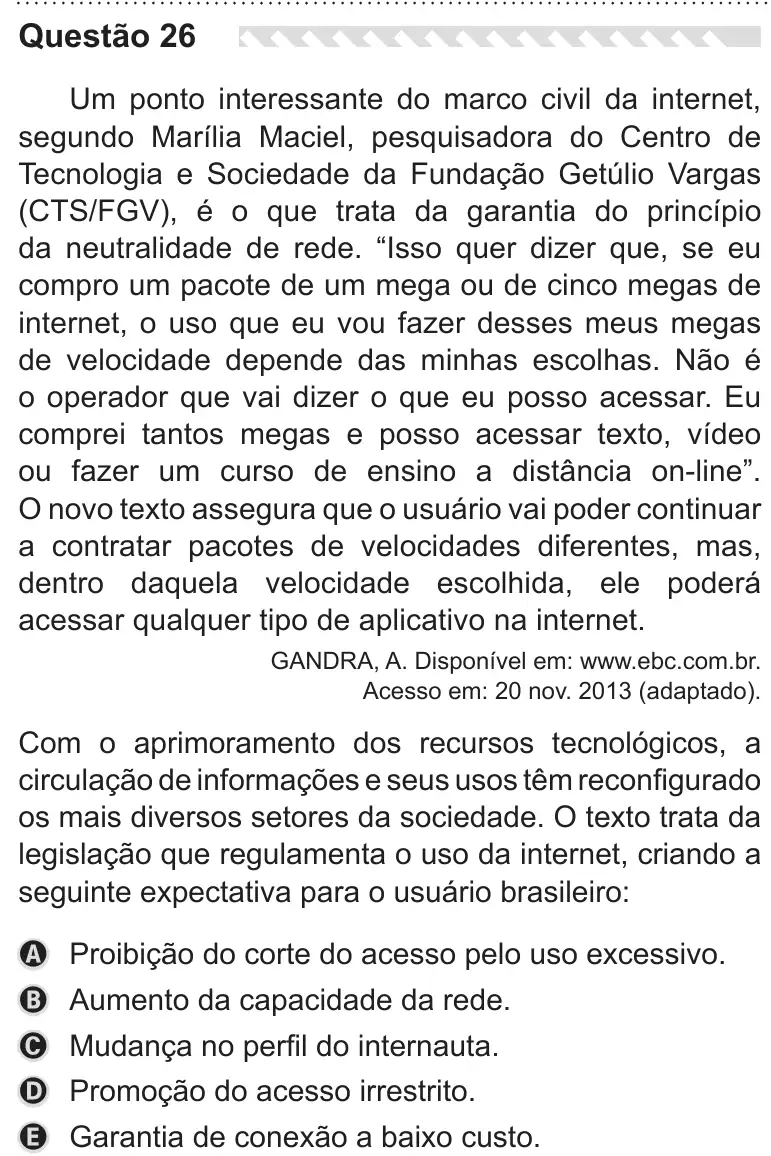 Questão 26
Um ponto interessante do marco civil da internet,
segundo Marília Maciel, pesquisadora do Centro de
Tecnologia e Sociedade da Fundação Getúlio Vargas
(CTS/FGV), é o que trata da garantia do princípio
da neutralidade de rede. “Isso quer dizer que, se eu
compro um pacote de um mega ou de cinco megas de
internet, o uso que eu vou fazer desses meus megas
de velocidade depende das minhas escolhas. Não é
o operador que vai dizer o que eu posso acessar. Eu
comprei tantos megas e posso acessar texto, vídeo
ou fazer um curso de ensino a distância on-line”.
O novo texto assegura que o usuário vai poder continuar
a contratar pacotes de velocidades diferentes, mas,
dentro daquela velocidade escolhida, ele poderá
acessar qualquer tipo de aplicativo na internet.
GANDRA, A. Disponível em: www.ebc.com.br.
Acesso em: 20 nov. 2013 (adaptado).
Com o aprimoramento dos recursos tecnológicos, a
circulação de informações e seus usos têm reconfigurado
os mais diversos setores da sociedade. O texto trata da
legislação que regulamenta o uso da internet, criando a
seguinte expectativa para o usuário brasileiro:
A Proibição do corte do acesso pelo uso excessivo.
B Aumento da capacidade da rede.
C Mudança no perfil do internauta.
D Promoção do acesso irrestrito.
E Garantia de conexão a baixo custo.